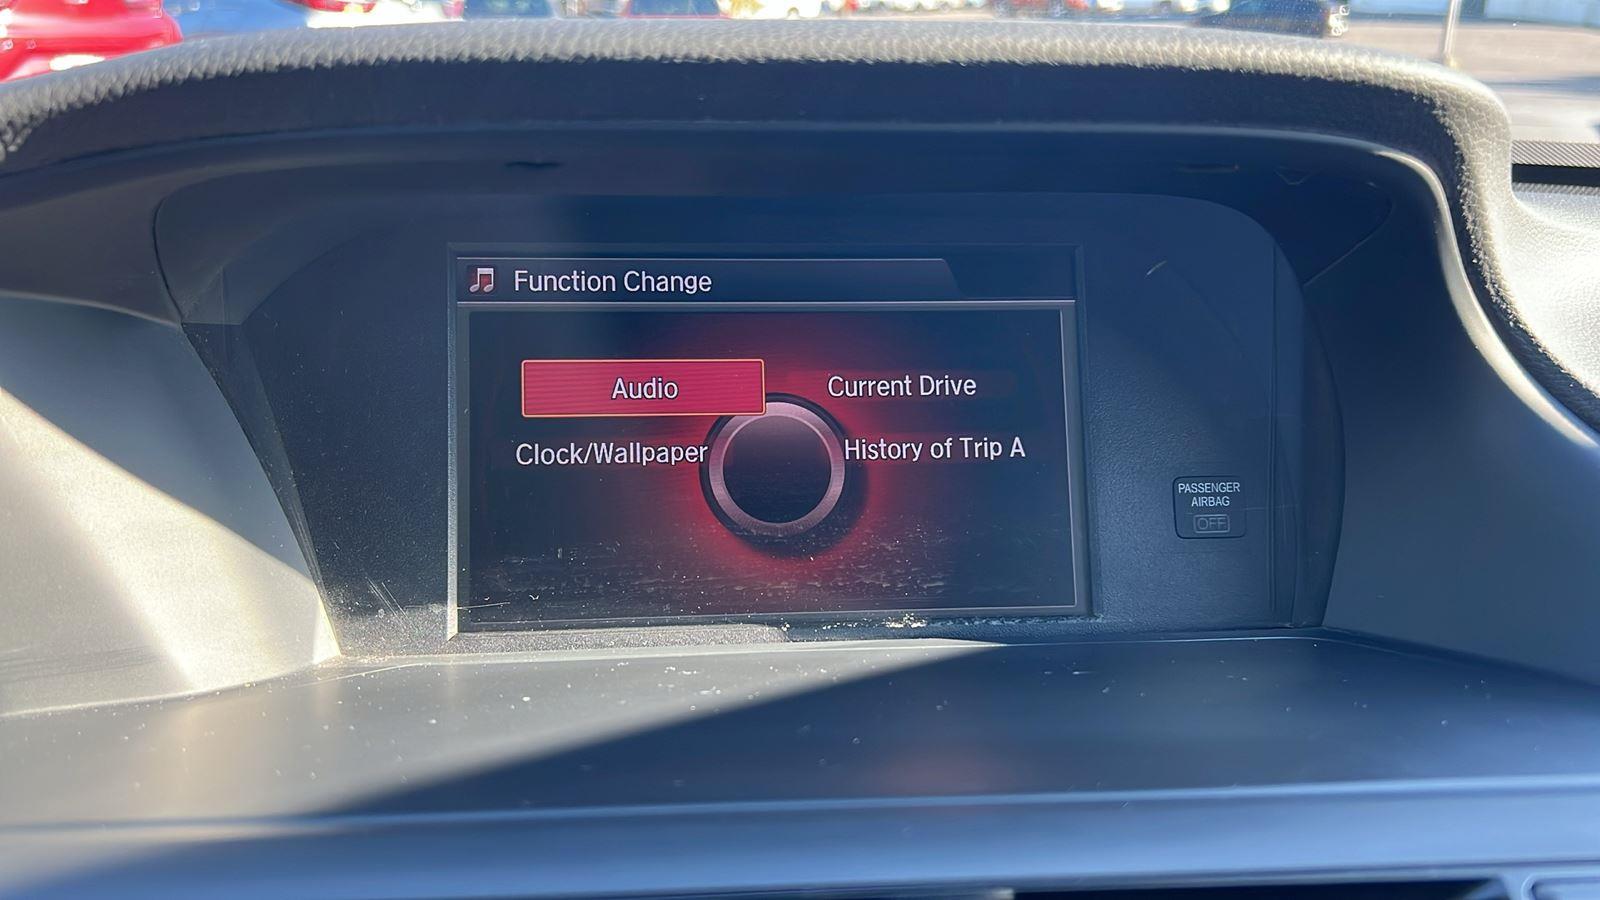 Function Change
Audio
Current Drive
Clock/Wallpaper
History of Trip A
PASSENGER
AIRBAG
OFF